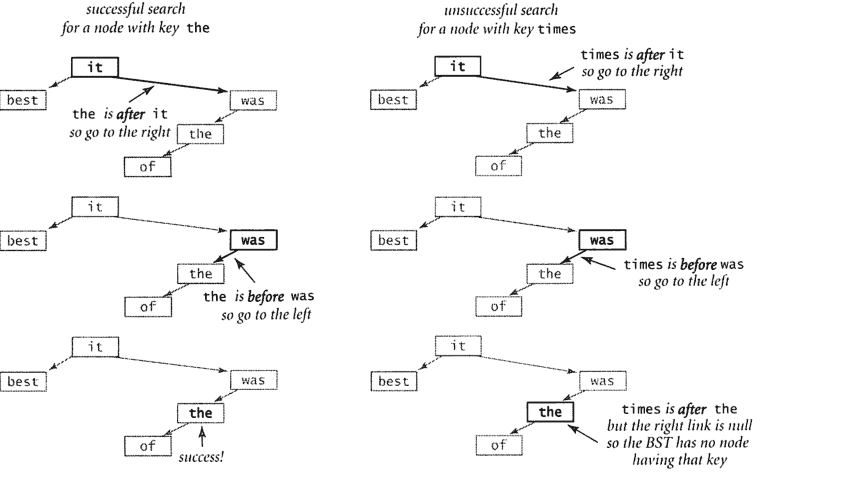 successful search
for a node with key the
it
best
was
the is after it
so go to the right
the
of
it
best
was
the
of
the is before was
so go to the left
it
best
was
the
of
success!
unsuccessful search
for a node with key times
it
times is after it
so go to the right
best
was
the
of
it
best
was
the
times is before was
so go to the left
of
it
best
was
the
times is after the
but the right link is null
so the BST has no node
having that key
of